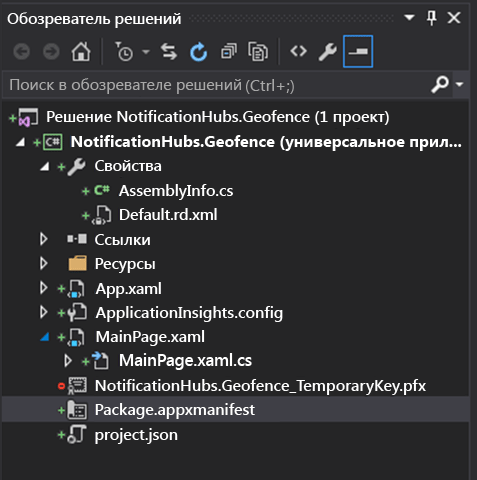 Обозреватель решений
Поиск в обозревателе решений (Ctrl+;)
Решение NotificationHubs.Geofence (1 проект)
NotificationHubs.Geofence (универсальное прил...
Свойства
AssemblyInfo.cs
Default.rd.xml
Ссылки
Ресурсы
App.xaml
ApplicationInsights.config
MainPage.xaml
MainPage.xaml.cs
NotificationHubs.Geofence_TemporaryKey.pfx
Package.appxmanifest
project.json